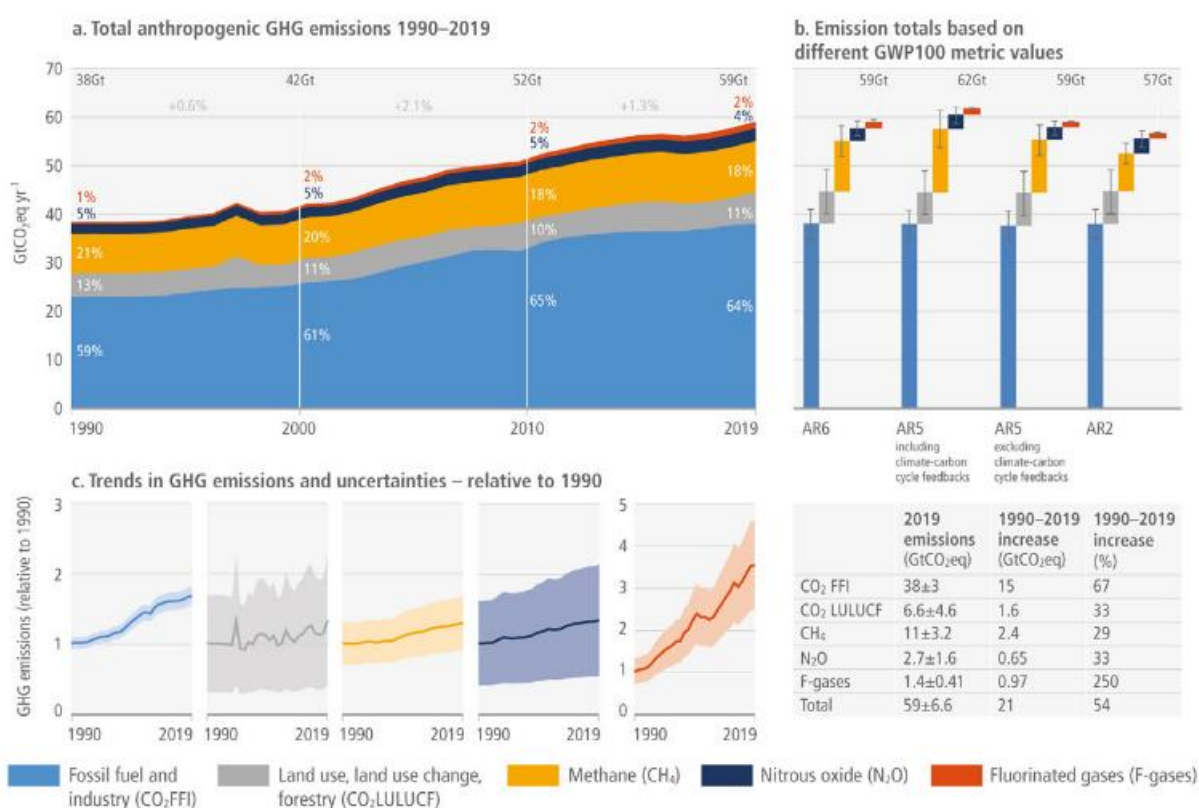 a. Total anthropogenic GHG emissions 1990–2019
70
60
50
40
30
20
10
0
GtCO₂eq yr⁻¹
38Gt 42Gt 52Gt 59Gt
+0.6% +2.1% +1.3%
1%
5%
21%
13%
59%
2%
5%
20%
11%
61%
2%
5%
18%
10%
65%
2%
4%
18%
11%
64%
1990 2000 2010 2019
b. Emission totals based on
different GWP100 metric values
59Gt 62Gt 59Gt 57Gt
AR6
AR5
including
climate-carbon
cycle feedbacks
AR5
excluding
climate-carbon
cycle feedbacks
AR2
c. Trends in GHG emissions and uncertainties – relative to 1990
GHG emissions (relative to 1990)
3
2
1
0
5
4
3
2
1
0
1990 2019 1990 2019 1990 2019 1990 2019 1990 2019
2019 1990–2019 1990–2019
emissions increase increase
(GtCO₂eq) (GtCO₂eq) (%)
CO₂ FFI 38±3 15 67
CO₂ LULUCF 6.6±4.6 1.6 33
CH₄ 11±3.2 2.4 29
N₂O 2.7±1.6 0.65 33
F-gases 1.4±0.41 0.97 250
Total 59±6.6 21 54
Fossil fuel and
industry (CO₂FFI)
Land use, land use change,
forestry (CO₂LULUCF)
Methane (CH₄)
Nitrous oxide (N₂O)
Fluorinated gases (F-gases)